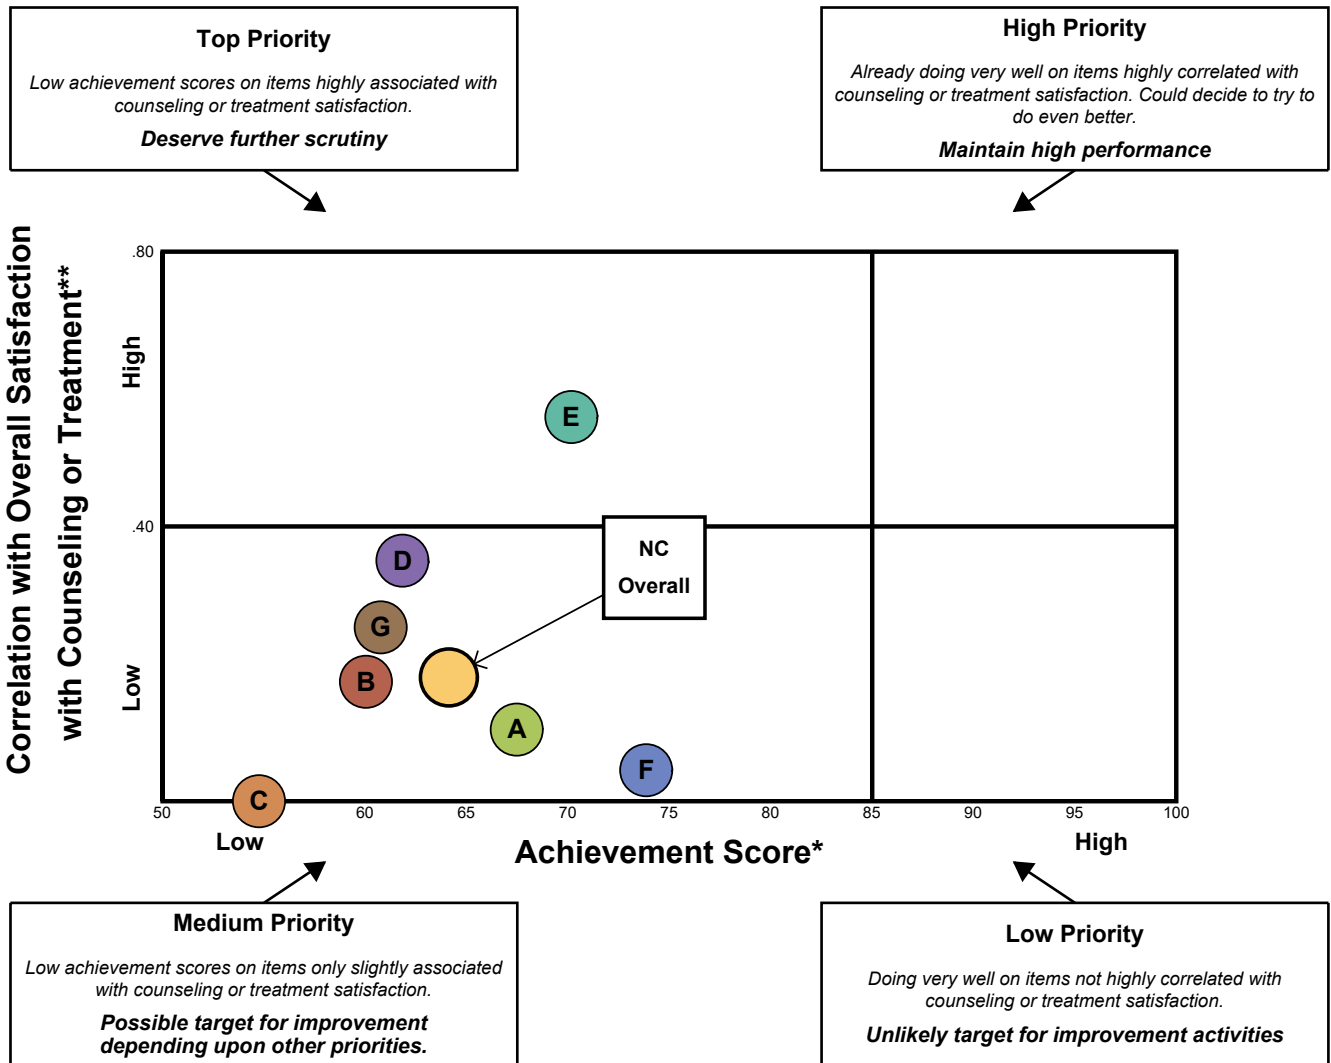 Top Priority
Low achievement scores on items highly associated with
counseling or treatment satisfaction.
Deserve further scrutiny
High Priority
Already doing very well on items highly correlated with
counseling or treatment satisfaction. Could decide to try to
do even better.
Maintain high performance
Correlation with Overall Satisfaction
with Counseling or Treatment**
.80
High
.40
Low
E
D
G
B
A
F
C
NC
Overall
50
60
65
70
75
80
85
90
95
100
Low
Achievement Score*
High
Medium Priority
Low achievement scores on items only slightly associated
with counseling or treatment satisfaction.
Possible target for improvement
depending upon other priorities.
Low Priority
Doing very well on items not highly correlated with
counseling or treatment satisfaction.
Unlikely target for improvement activities